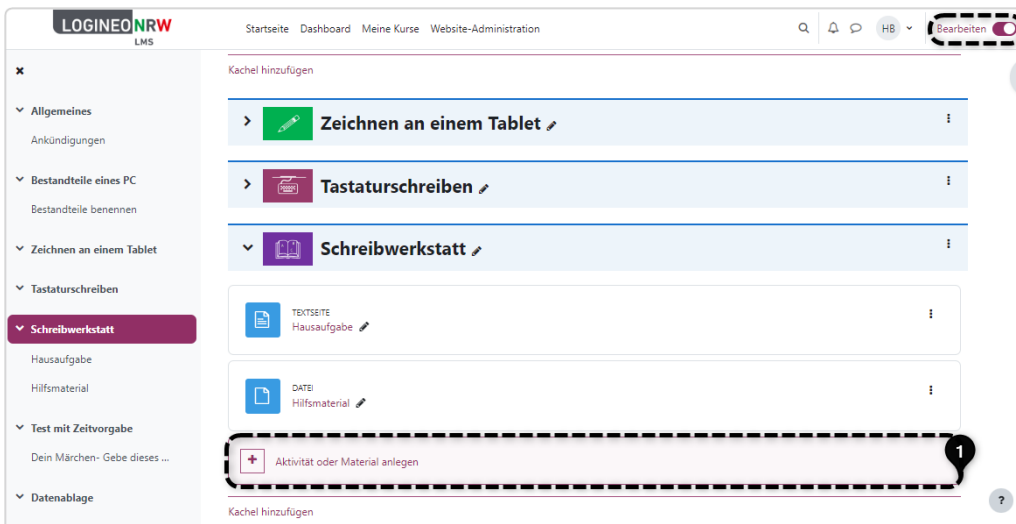 LOGINEO NRW
LMS
Startseite Dashboard Meine Kurse Website-Administration
HB
Bearbeiten
Kachel hinzufügen
Allgemeines
Ankündigungen
Bestandteile eines PC
Bestandteile benennen
Zeichnen an einem Tablet
Tastaturschreiben
Schreibwerkstatt
Hausaufgabe
Hilfsmaterial
Test mit Zeitvorgabe
Dein Märchen- Gebe dieses ...
Datenablage
Zeichnen an einem Tablet
Tastaturschreiben
Schreibwerkstatt
TEXTSEITE
Hausaufgabe
DATEI
Hilfsmaterial
Aktivität oder Material anlegen
1
Kachel hinzufügen
?